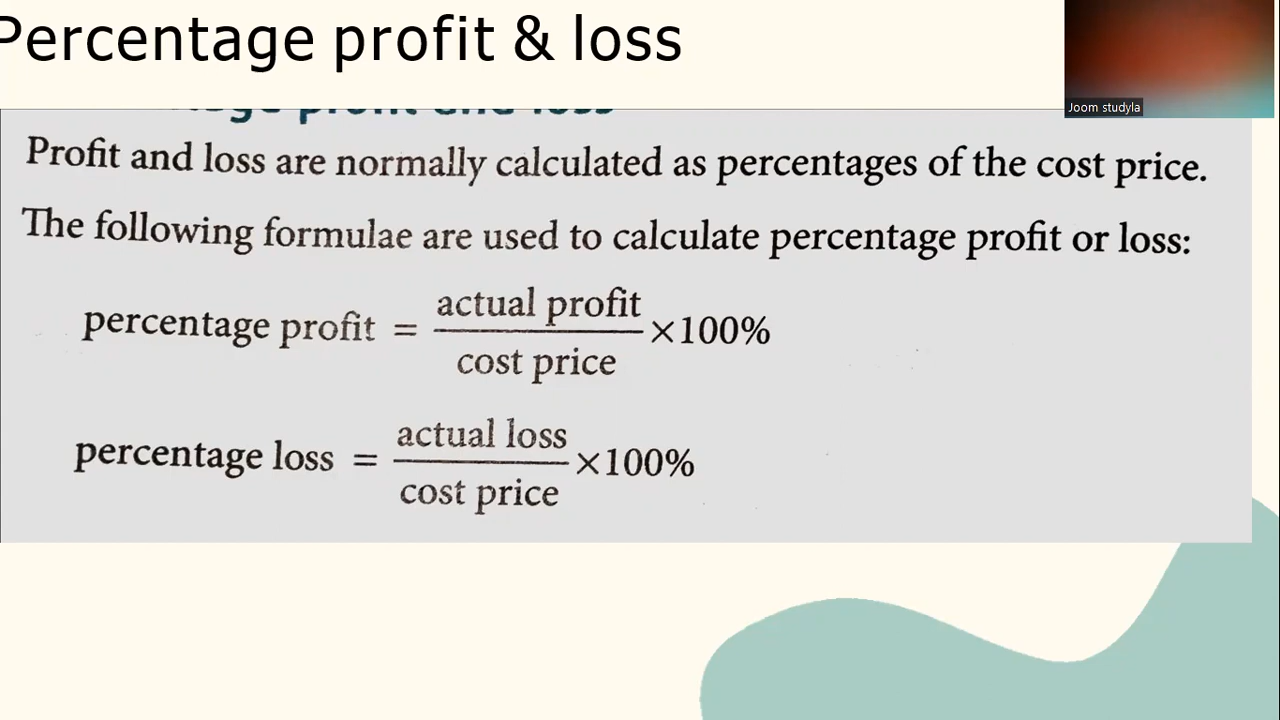 Percentage profit & loss
Joom studyla
Profit and loss are normally calculated as percentages of the cost price.
The following formulae are used to calculate percentage profit or loss:
percentage profit = actual profit / cost price ×100%
percentage loss = actual loss / cost price ×100%